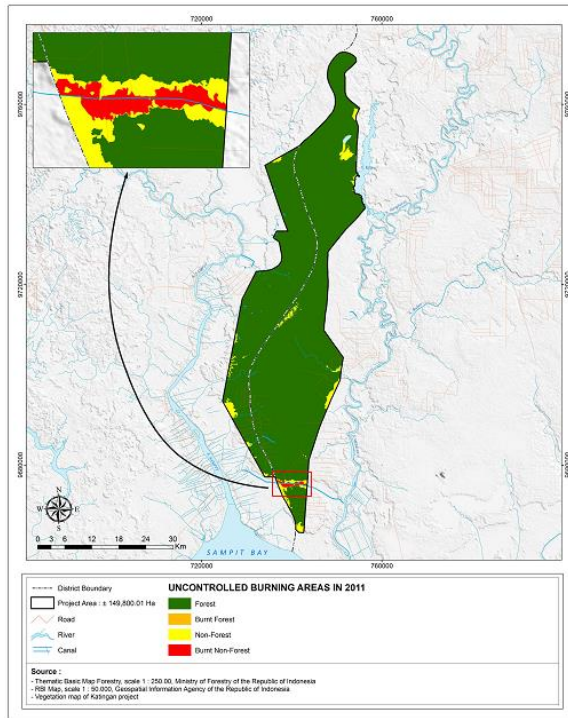 720000 760000
9760000 9760000
9720000 9720000
9680000 9680000
N
W E
S
0 3 6 12 18 24 30
Km
SAMPIT BAY
720000 760000
District Boundary
Project Area : ± 149,800.01 Ha
Road
River
Canal
UNCONTROLLED BURNING AREAS IN 2011
Forest
Burnt Forest
Non-Forest
Burnt Non-Forest
Source :
- Thematic Basic Map Forestry, scale 1 : 250.00, Ministry of Forestry of the Republic of Indonesia
- RBI Map, scale 1 : 50.000, Geospatial Information Agency of the Republic of Indonesia
- Vegetation map of Katingan project